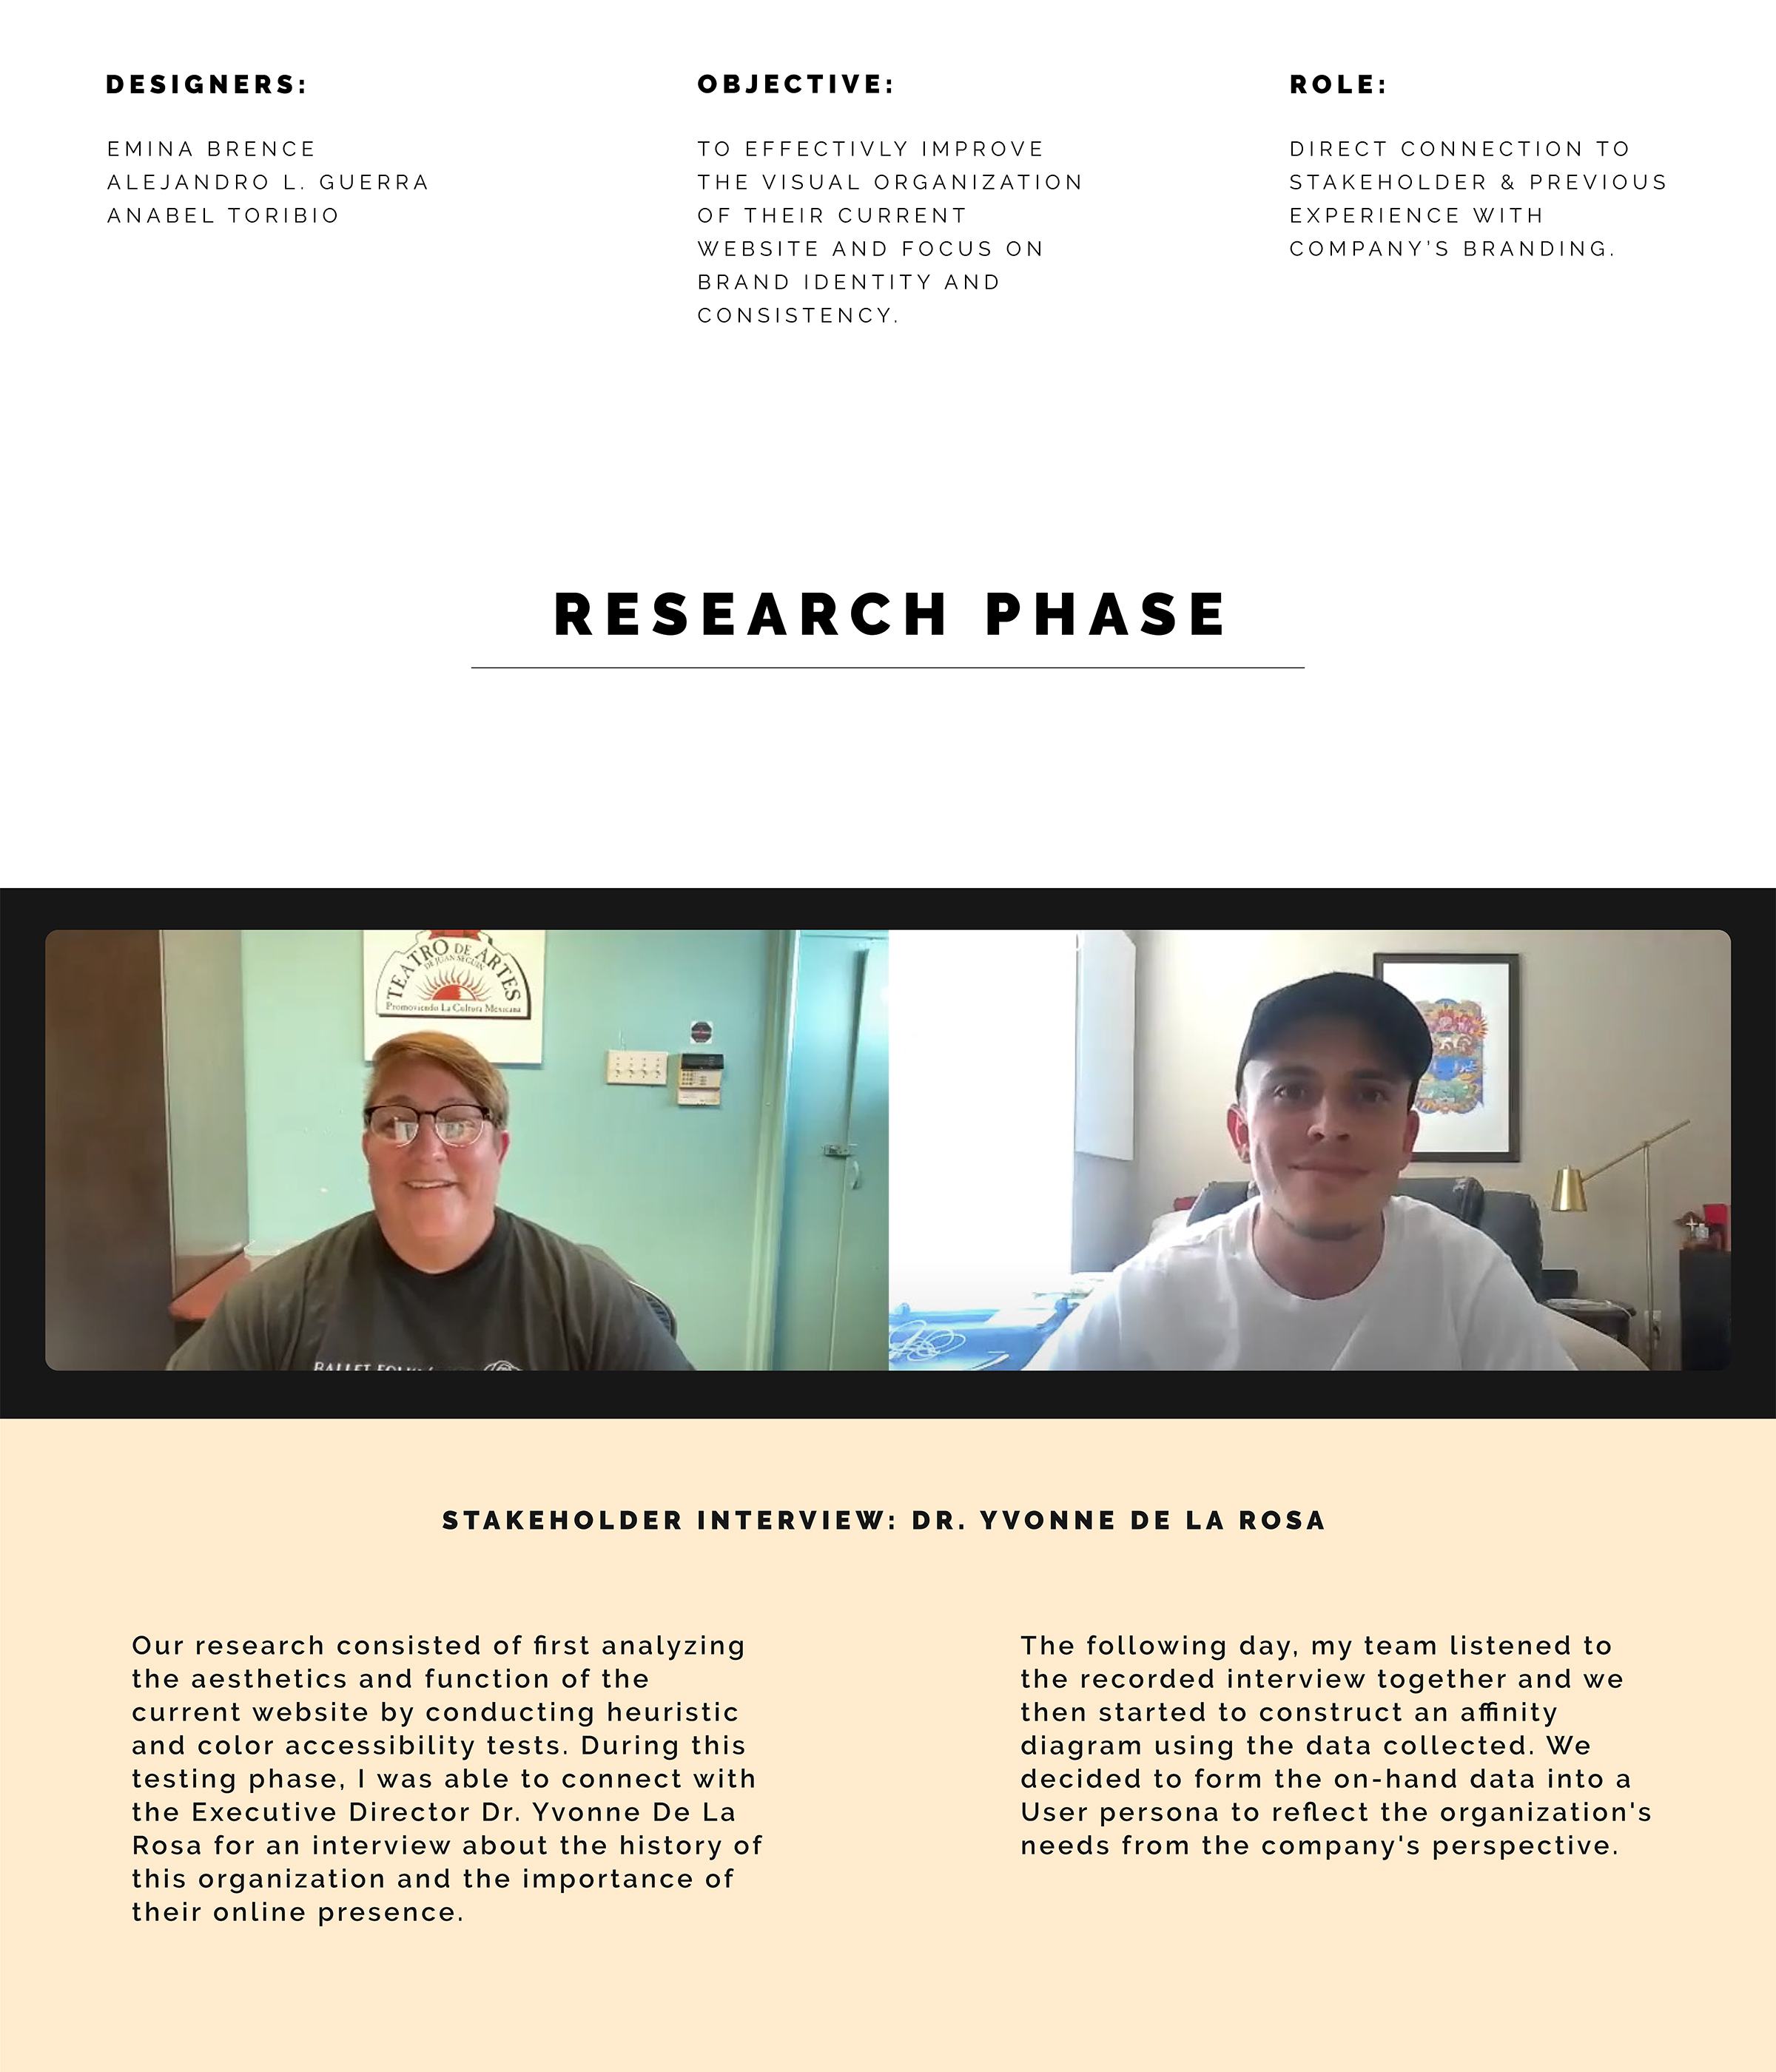 DESIGNERS:
EMINA BRENCE
ALEJANDRO L. GUERRA
ANABEL TORIBIO
OBJECTIVE:
TO EFFECTIVLY IMPROVE
THE VISUAL ORGANIZATION
OF THEIR CURRENT
WEBSITE AND FOCUS ON
BRAND IDENTITY AND
CONSISTENCY.
ROLE:
DIRECT CONNECTION TO
STAKEHOLDER & PREVIOUS
EXPERIENCE WITH
COMPANY'S BRANDING.
RESEARCH PHASE
TEATRO DE ARTES
DE JUAN SEGUIN
Promoviendo La Cultura Mexicana
BALLET
STAKEHOLDER INTERVIEW: DR. YVONNE DE LA ROSA
Our research consisted of first analyzing
the aesthetics and function of the
current website by conducting heuristic
and color accessibility tests. During this
testing phase, I was able to connect with
the Executive Director Dr. Yvonne De La
Rosa for an interview about the history of
this organization and the importance of
their online presence.
The following day, my team listened to
the recorded interview together and we
then started to construct an affinity
diagram using the data collected. We
decided to form the on-hand data into a
User persona to reflect the organization's
needs from the company's perspective.